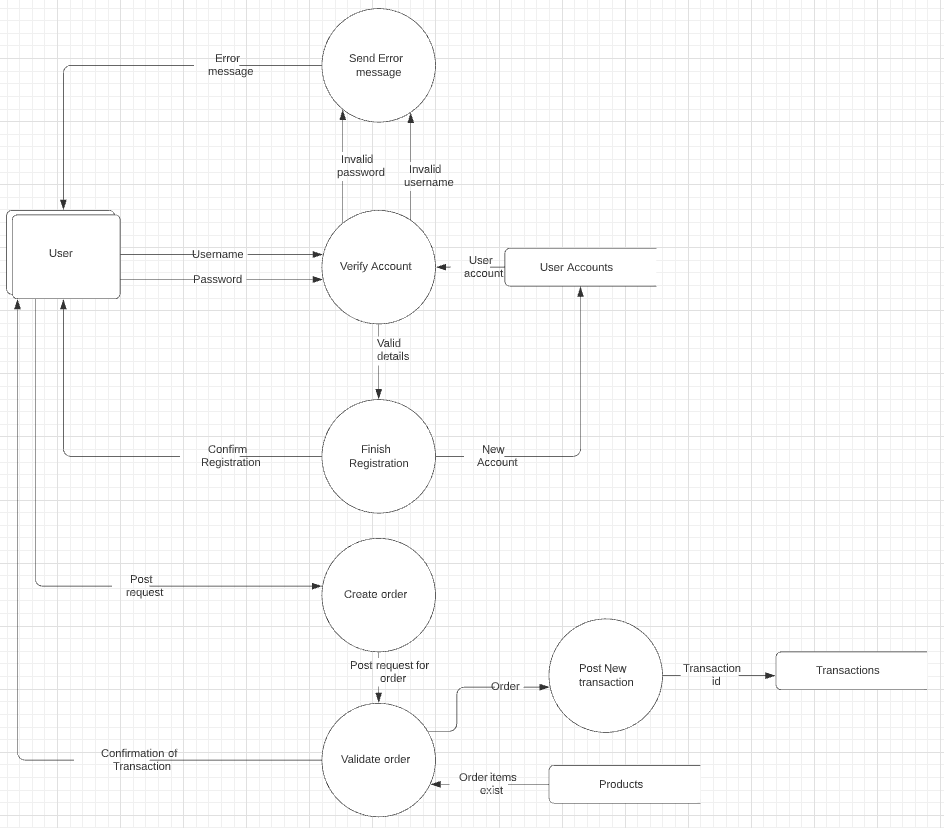 Error
message
Send Error
message
Invalid
password
Invalid
username
User
Username
Password
Verify Account
User
account
User Accounts
Valid
details
Confirm
Registration
Finish
Registration
New
Account
Post
request
Create order
Post request for
order
Order
Post New
transaction
Transaction
id
Transactions
Confirmation of
Transaction
Validate order
Order items
exist
Products